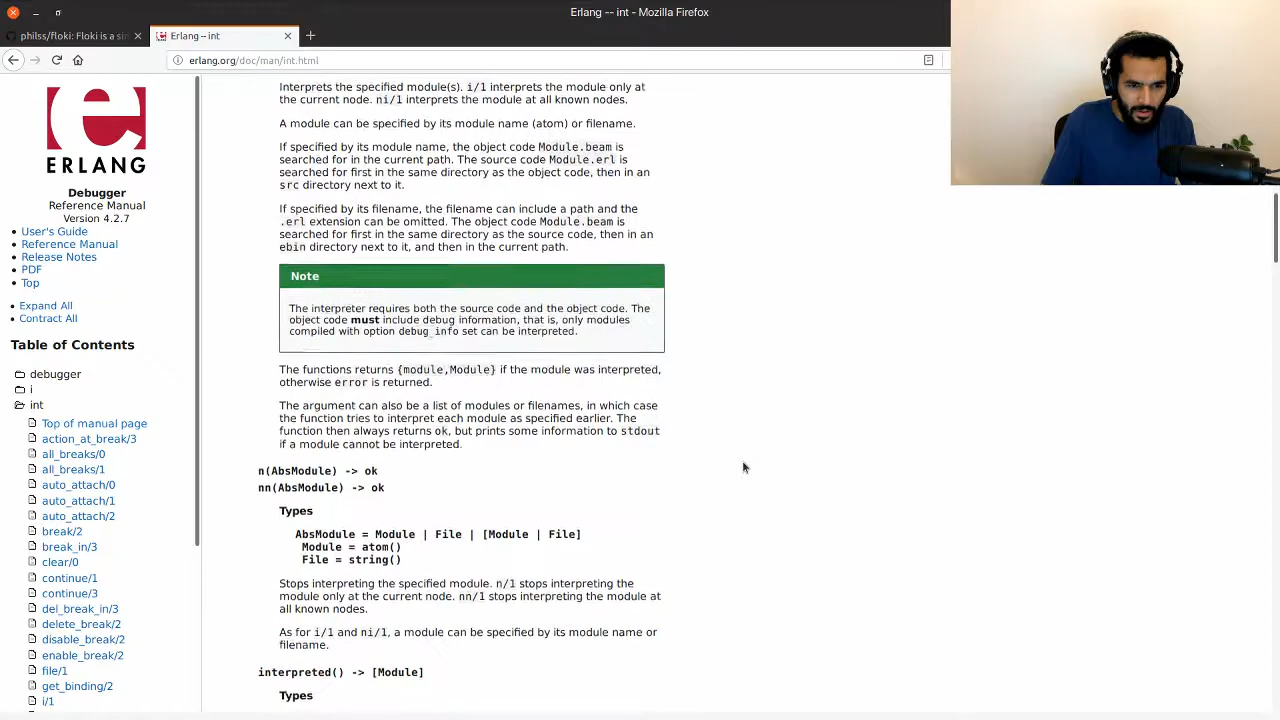 Erlang -- int - Mozilla Firefox
philss/floki: Floki is a sim
Erlang -- int
erlang.org/doc/man/int.html
ERLANG
Debugger
Reference Manual
Version 4.2.7
User's Guide
Reference Manual
Release Notes
PDF
Top
Expand All
Contract All
Table of Contents
debugger
i
int
Top of manual page
action_at_break/3
all_breaks/0
all_breaks/1
auto_attach/0
auto_attach/1
auto_attach/2
break/2
break_in/3
clear/0
continue/1
continue/3
del_break_in/3
delete_break/2
disable_break/2
enable_break/2
file/1
get_binding/2
i/1
Interprets the specified module(s). i/1 interprets the module only at
the current node. ni/1 interprets the module at all known nodes.
A module can be specified by its module name (atom) or filename.
If specified by its module name, the object code Module.beam is
searched for in the current path. The source code Module.erl is
searched for first in the same directory as the object code, then in an
src directory next to it.
If specified by its filename, the filename can include a path and the
.erl extension can be omitted. The object code Module.beam is
searched for first in the same directory as the source code, then in an
ebin directory next to it, and then in the current path.
Note
The interpreter requires both the source code and the object code. The
object code must include debug information, that is, only modules
compiled with option debug_info set can be interpreted.
The functions returns {module,Module} if the module was interpreted,
otherwise error is returned.
The argument can also be a list of modules or filenames, in which case
the function tries to interpret each module as specified earlier. The
function then always returns ok, but prints some information to stdout
if a module cannot be interpreted.
n(AbsModule) -> ok
nn(AbsModule) -> ok
Types
AbsModule = Module | File | [Module | File]
Module = atom()
File = string()
Stops interpreting the specified module. n/1 stops interpreting the
module only at the current node. nn/1 stops interpreting the module at
all known nodes.
As for i/1 and ni/1, a module can be specified by its module name or
filename.
interpreted() -> [Module]
Types